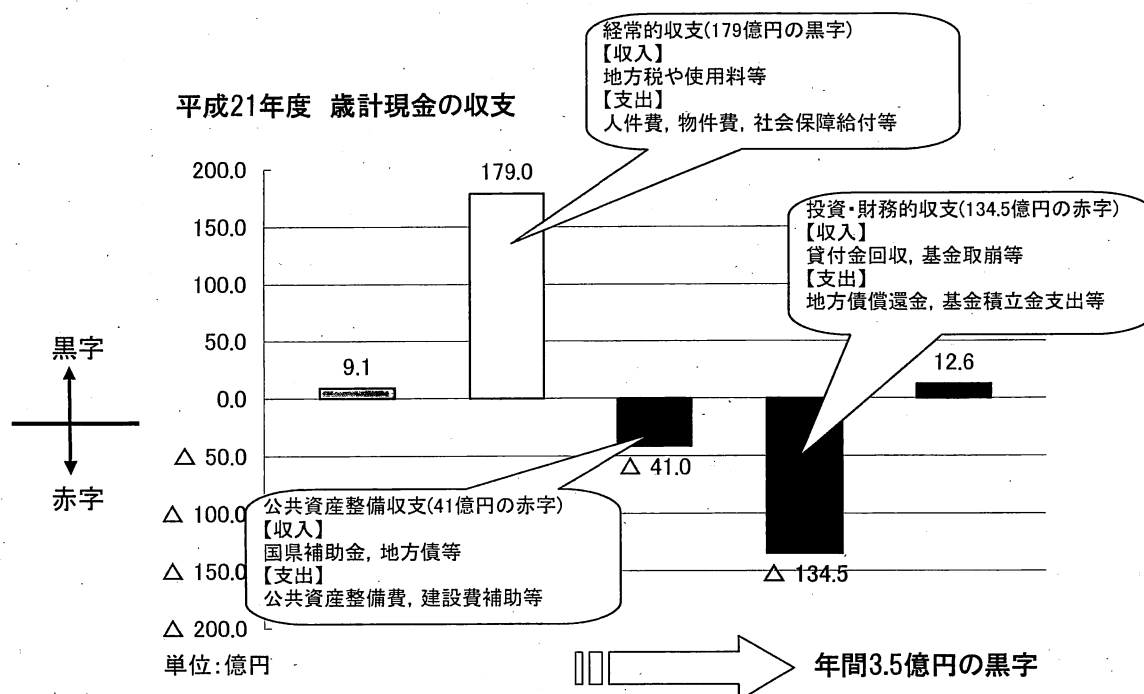 経常的収支(179億円の黒字)
【収入】
地方税や使用料等
【支出】
人件費, 物件費, 社会保障給付等
平成21年度 歳計現金の収支
投資・財務的収支(134.5億円の赤字)
【収入】
貸付金回収, 基金取崩等
【支出】
地方債償還金, 基金積立金支出等
200.0
150.0
100.0
50.0
0.0
△ 50.0
△ 100.0
△ 150.0
△ 200.0
9.1
179.0
△ 41.0
△ 134.5
12.6
黒字
赤字
公共資産整備収支(41億円の赤字)
【収入】
国県補助金, 地方債等
【支出】
公共資産整備費, 建設費補助等
単位:億円
年間3.5億円の黒字